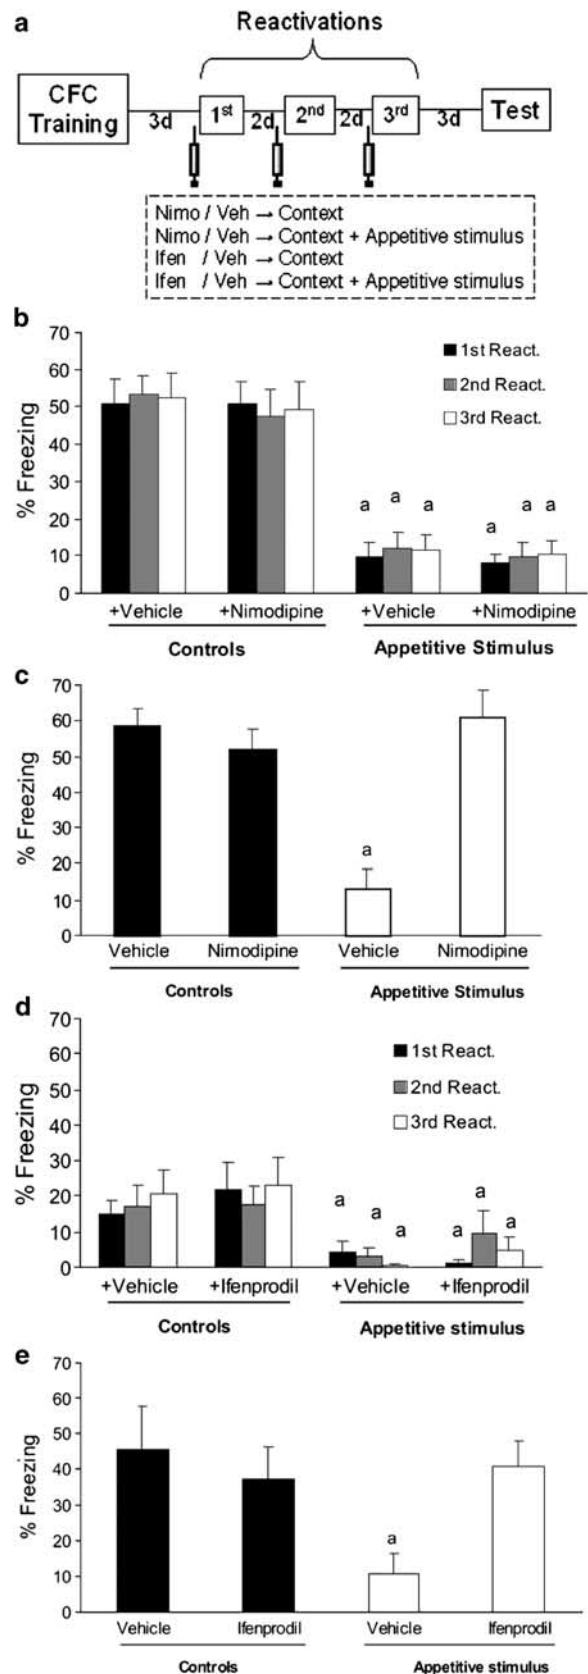 a
Reactivations
CFC Training 3d 1st 2d 2nd 2d 3rd 3d Test
Nimo / Veh → Context
Nimo / Veh → Context + Appetitive stimulus
Ifen / Veh → Context
Ifen / Veh → Context + Appetitive stimulus
b
% Freezing
70
60
50
40
30
20
10
0
1st React.
2nd React.
3rd React.
a a a a a a
+Vehicle +Nimodipine +Vehicle +Nimodipine
Controls Appetitive Stimulus
c
% Freezing
70
60
50
40
30
20
10
0
a
Vehicle Nimodipine Vehicle Nimodipine
Controls Appetitive Stimulus
d
% Freezing
70
60
50
40
30
20
10
0
1st React.
2nd React.
3rd React.
a a a a a a
+Vehicle +Ifenprodil +Vehicle +Ifenprodil
Controls Appetitive stimulus
e
% Freezing
70
60
50
40
30
20
10
0
a
Vehicle Ifenprodil Vehicle Ifenprodil
Controls Appetitive stimulus